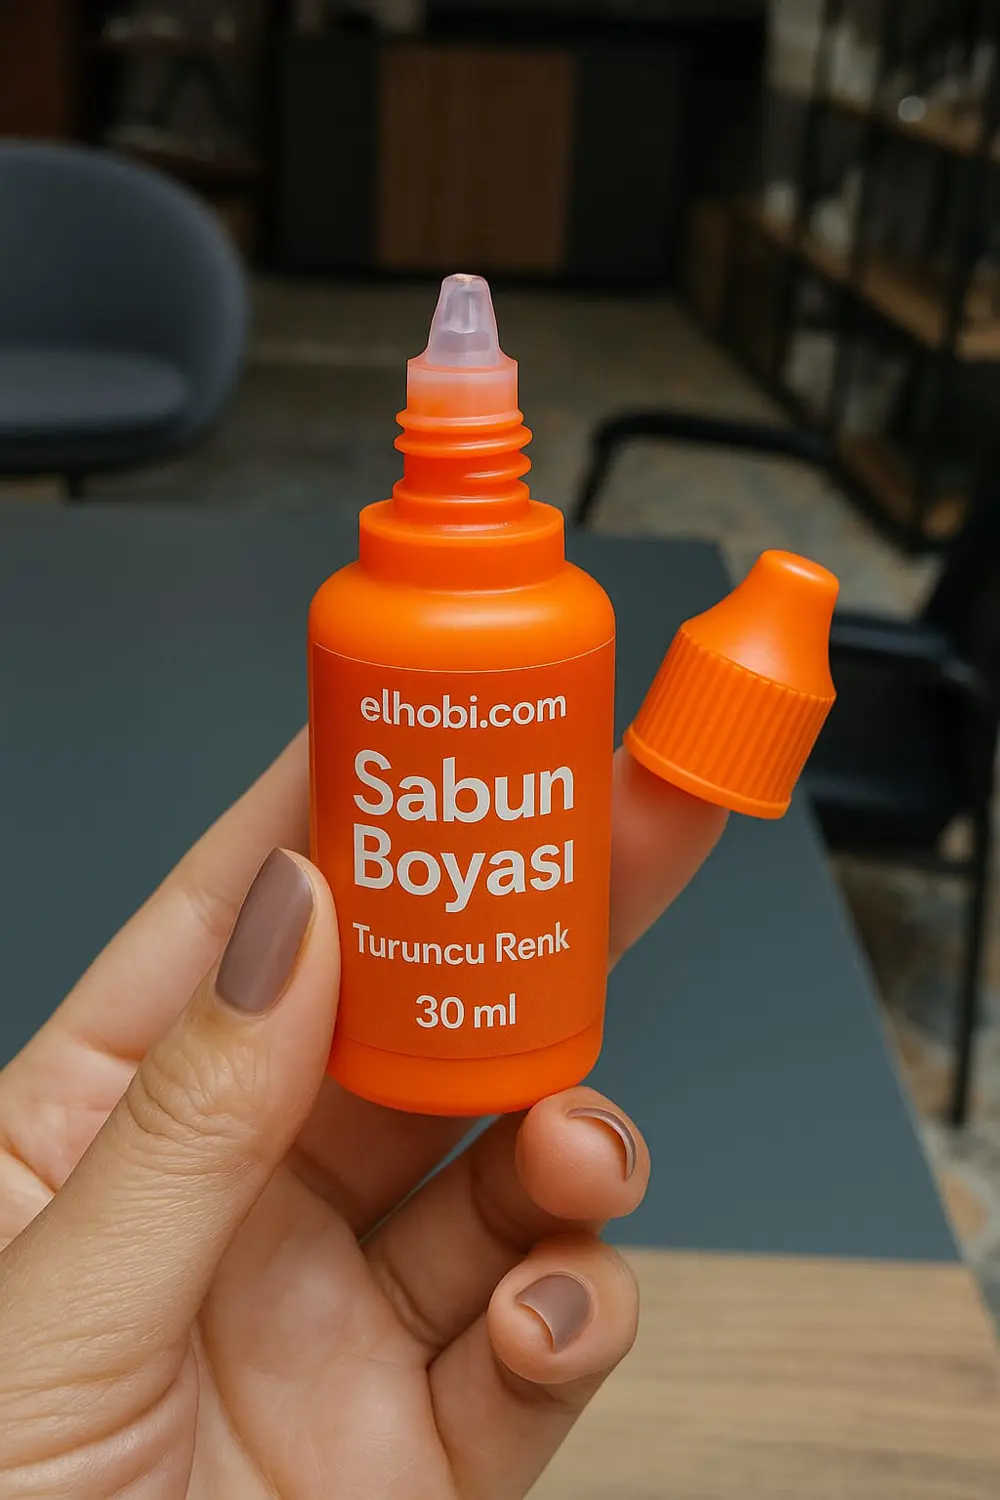 elhobi.com
Sabun
Boyası
Turuncu Renk
30 ml